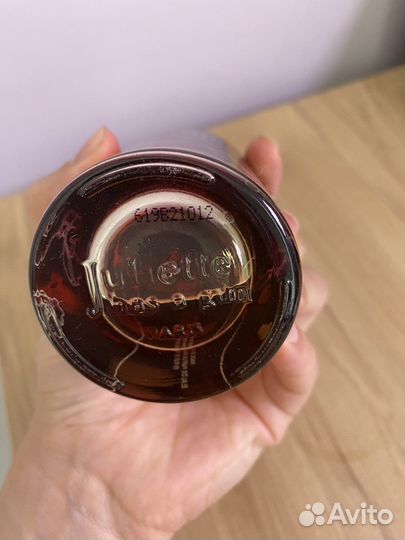 619B21012
Juliette
has a gun
PARIS
Avito